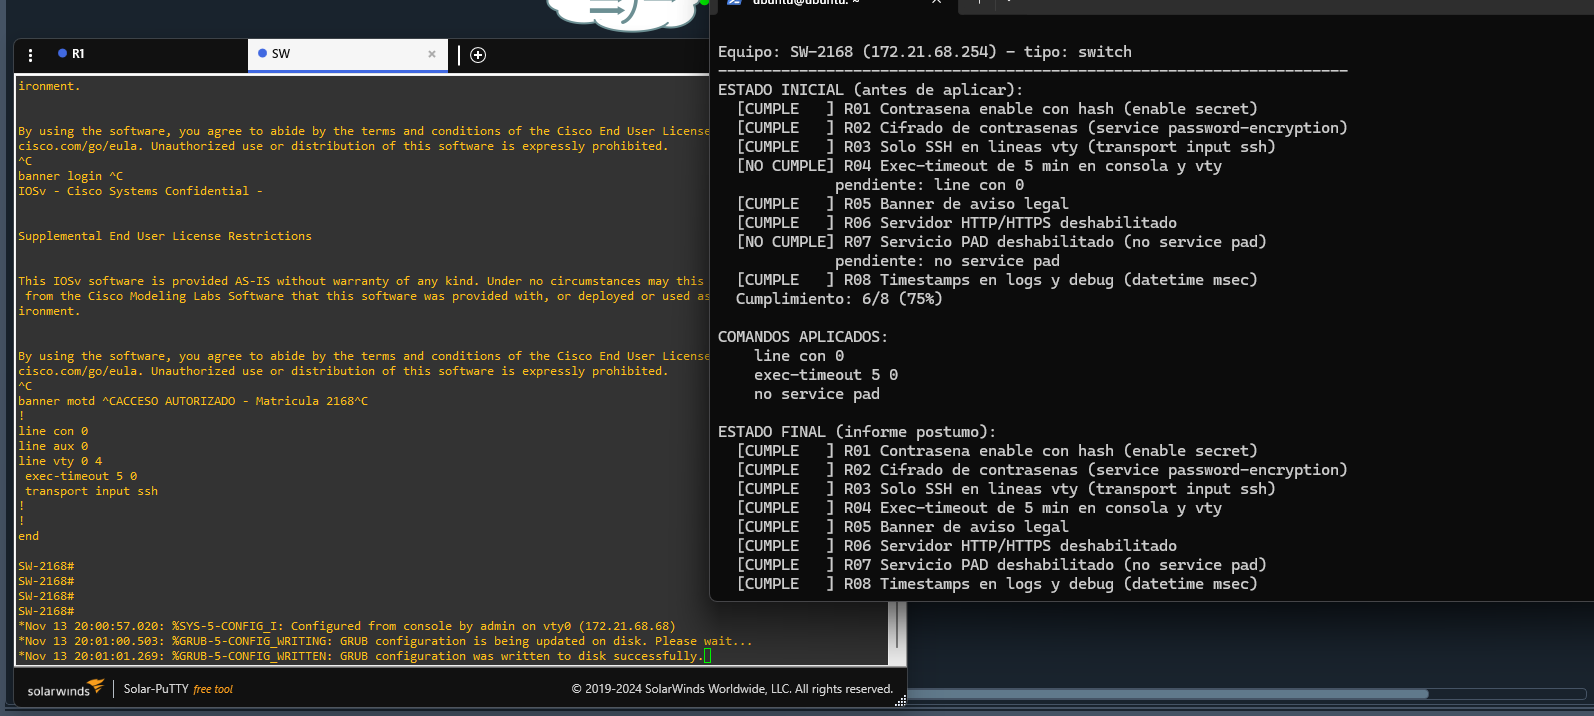 R1
SW
ironment.
By using the software, you agree to abide by the terms and conditions of the Cisco End User License
cisco.com/go/eula. Unauthorized use or distribution of this software is expressly prohibited.
^C
banner login ^C
IOSv - Cisco Systems Confidential -
Supplemental End User License Restrictions
This IOSv software is provided AS-IS without warranty of any kind. Under no circumstances may this
from the Cisco Modeling Labs Software that this software was provided with, or deployed or used as
ironment.
By using the software, you agree to abide by the terms and conditions of the Cisco End User License
cisco.com/go/eula. Unauthorized use or distribution of this software is expressly prohibited.
^C
banner motd ^CACCESO AUTORIZADO - Matricula 2168^C
!
line con 0
line aux 0
line vty 0 4
exec-timeout 5 0
transport input ssh
!
!
end
SW-2168#
SW-2168#
SW-2168#
SW-2168#
*Nov 13 20:00:57.020: %SYS-5-CONFIG_I: Configured from console by admin on vty0 (172.21.68.68)
*Nov 13 20:01:00.503: %GRUB-5-CONFIG_WRITING: GRUB configuration is being updated on disk. Please wait...
*Nov 13 20:01:01.269: %GRUB-5-CONFIG_WRITTEN: GRUB configuration was written to disk successfully.
solarwinds | Solar-PuTTY free tool
© 2019-2024 SolarWinds Worldwide, LLC. All rights reserved.
ubuntu@ubuntu: ~
Equipo: SW-2168 (172.21.68.254) - tipo: switch
----------------------------------------------------------------------
ESTADO INICIAL (antes de aplicar):
[CUMPLE   ] R01 Contrasena enable con hash (enable secret)
[CUMPLE   ] R02 Cifrado de contrasenas (service password-encryption)
[CUMPLE   ] R03 Solo SSH en lineas vty (transport input ssh)
[NO CUMPLE] R04 Exec-timeout de 5 min en consola y vty
pendiente: line con 0
[CUMPLE   ] R05 Banner de aviso legal
[CUMPLE   ] R06 Servidor HTTP/HTTPS deshabilitado
[NO CUMPLE] R07 Servicio PAD deshabilitado (no service pad)
pendiente: no service pad
[CUMPLE   ] R08 Timestamps en logs y debug (datetime msec)
Cumplimiento: 6/8 (75%)
COMANDOS APLICADOS:
line con 0
exec-timeout 5 0
no service pad
ESTADO FINAL (informe postumo):
[CUMPLE   ] R01 Contrasena enable con hash (enable secret)
[CUMPLE   ] R02 Cifrado de contrasenas (service password-encryption)
[CUMPLE   ] R03 Solo SSH en lineas vty (transport input ssh)
[CUMPLE   ] R04 Exec-timeout de 5 min en consola y vty
[CUMPLE   ] R05 Banner de aviso legal
[CUMPLE   ] R06 Servidor HTTP/HTTPS deshabilitado
[CUMPLE   ] R07 Servicio PAD deshabilitado (no service pad)
[CUMPLE   ] R08 Timestamps en logs y debug (datetime msec)